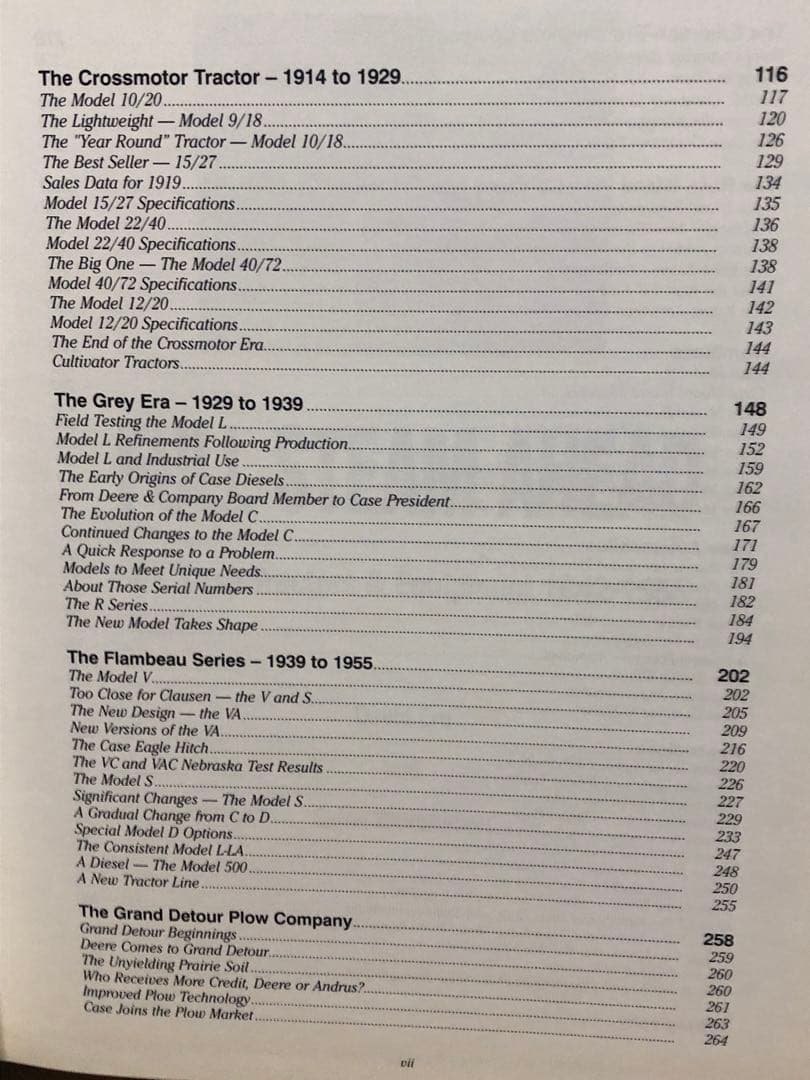 The Crossmotor Tractor – 1914 to 1929 116
The Model 10/20 117
The Lightweight — Model 9/18 120
The "Year Round" Tractor — Model 10/18 126
The Best Seller — 15/27 129
Sales Data for 1919 134
Model 15/27 Specifications 135
The Model 22/40 136
Model 22/40 Specifications 138
The Big One — The Model 40/72 138
Model 40/72 Specifications 141
The Model 12/20 142
Model 12/20 Specifications 143
The End of the Crossmotor Era 144
Cultivator Tractors 144
The Grey Era – 1929 to 1939 148
Field Testing the Model L 149
Model L Refinements Following Production 152
Model L and Industrial Use 159
The Early Origins of Case Diesels 162
From Deere & Company Board Member to Case President 166
The Evolution of the Model C 167
Continued Changes to the Model C 171
A Quick Response to a Problem 179
Models to Meet Unique Needs 181
About Those Serial Numbers 182
The R Series 184
The New Model Takes Shape 194
The Flambeau Series – 1939 to 1955 202
The Model V 202
Too Close for Clausen — the V and S 205
The New Design — the VA 209
New Versions of the VA 216
The Case Eagle Hitch 220
The VC and VAC Nebraska Test Results 226
The Model S 227
Significant Changes — The Model S 229
A Gradual Change from C to D 233
Special Model D Options 247
The Consistent Model L-LA 248
A Diesel — The Model 500 250
A New Tractor Line 255
The Grand Detour Plow Company 258
Grand Detour Beginnings 259
Deere Comes to Grand Detour 260
The Unyielding Prairie Soil 260
Who Receives More Credit, Deere or Andrus? 261
Improved Plow Technology 263
Case Joins the Plow Market 264
vii